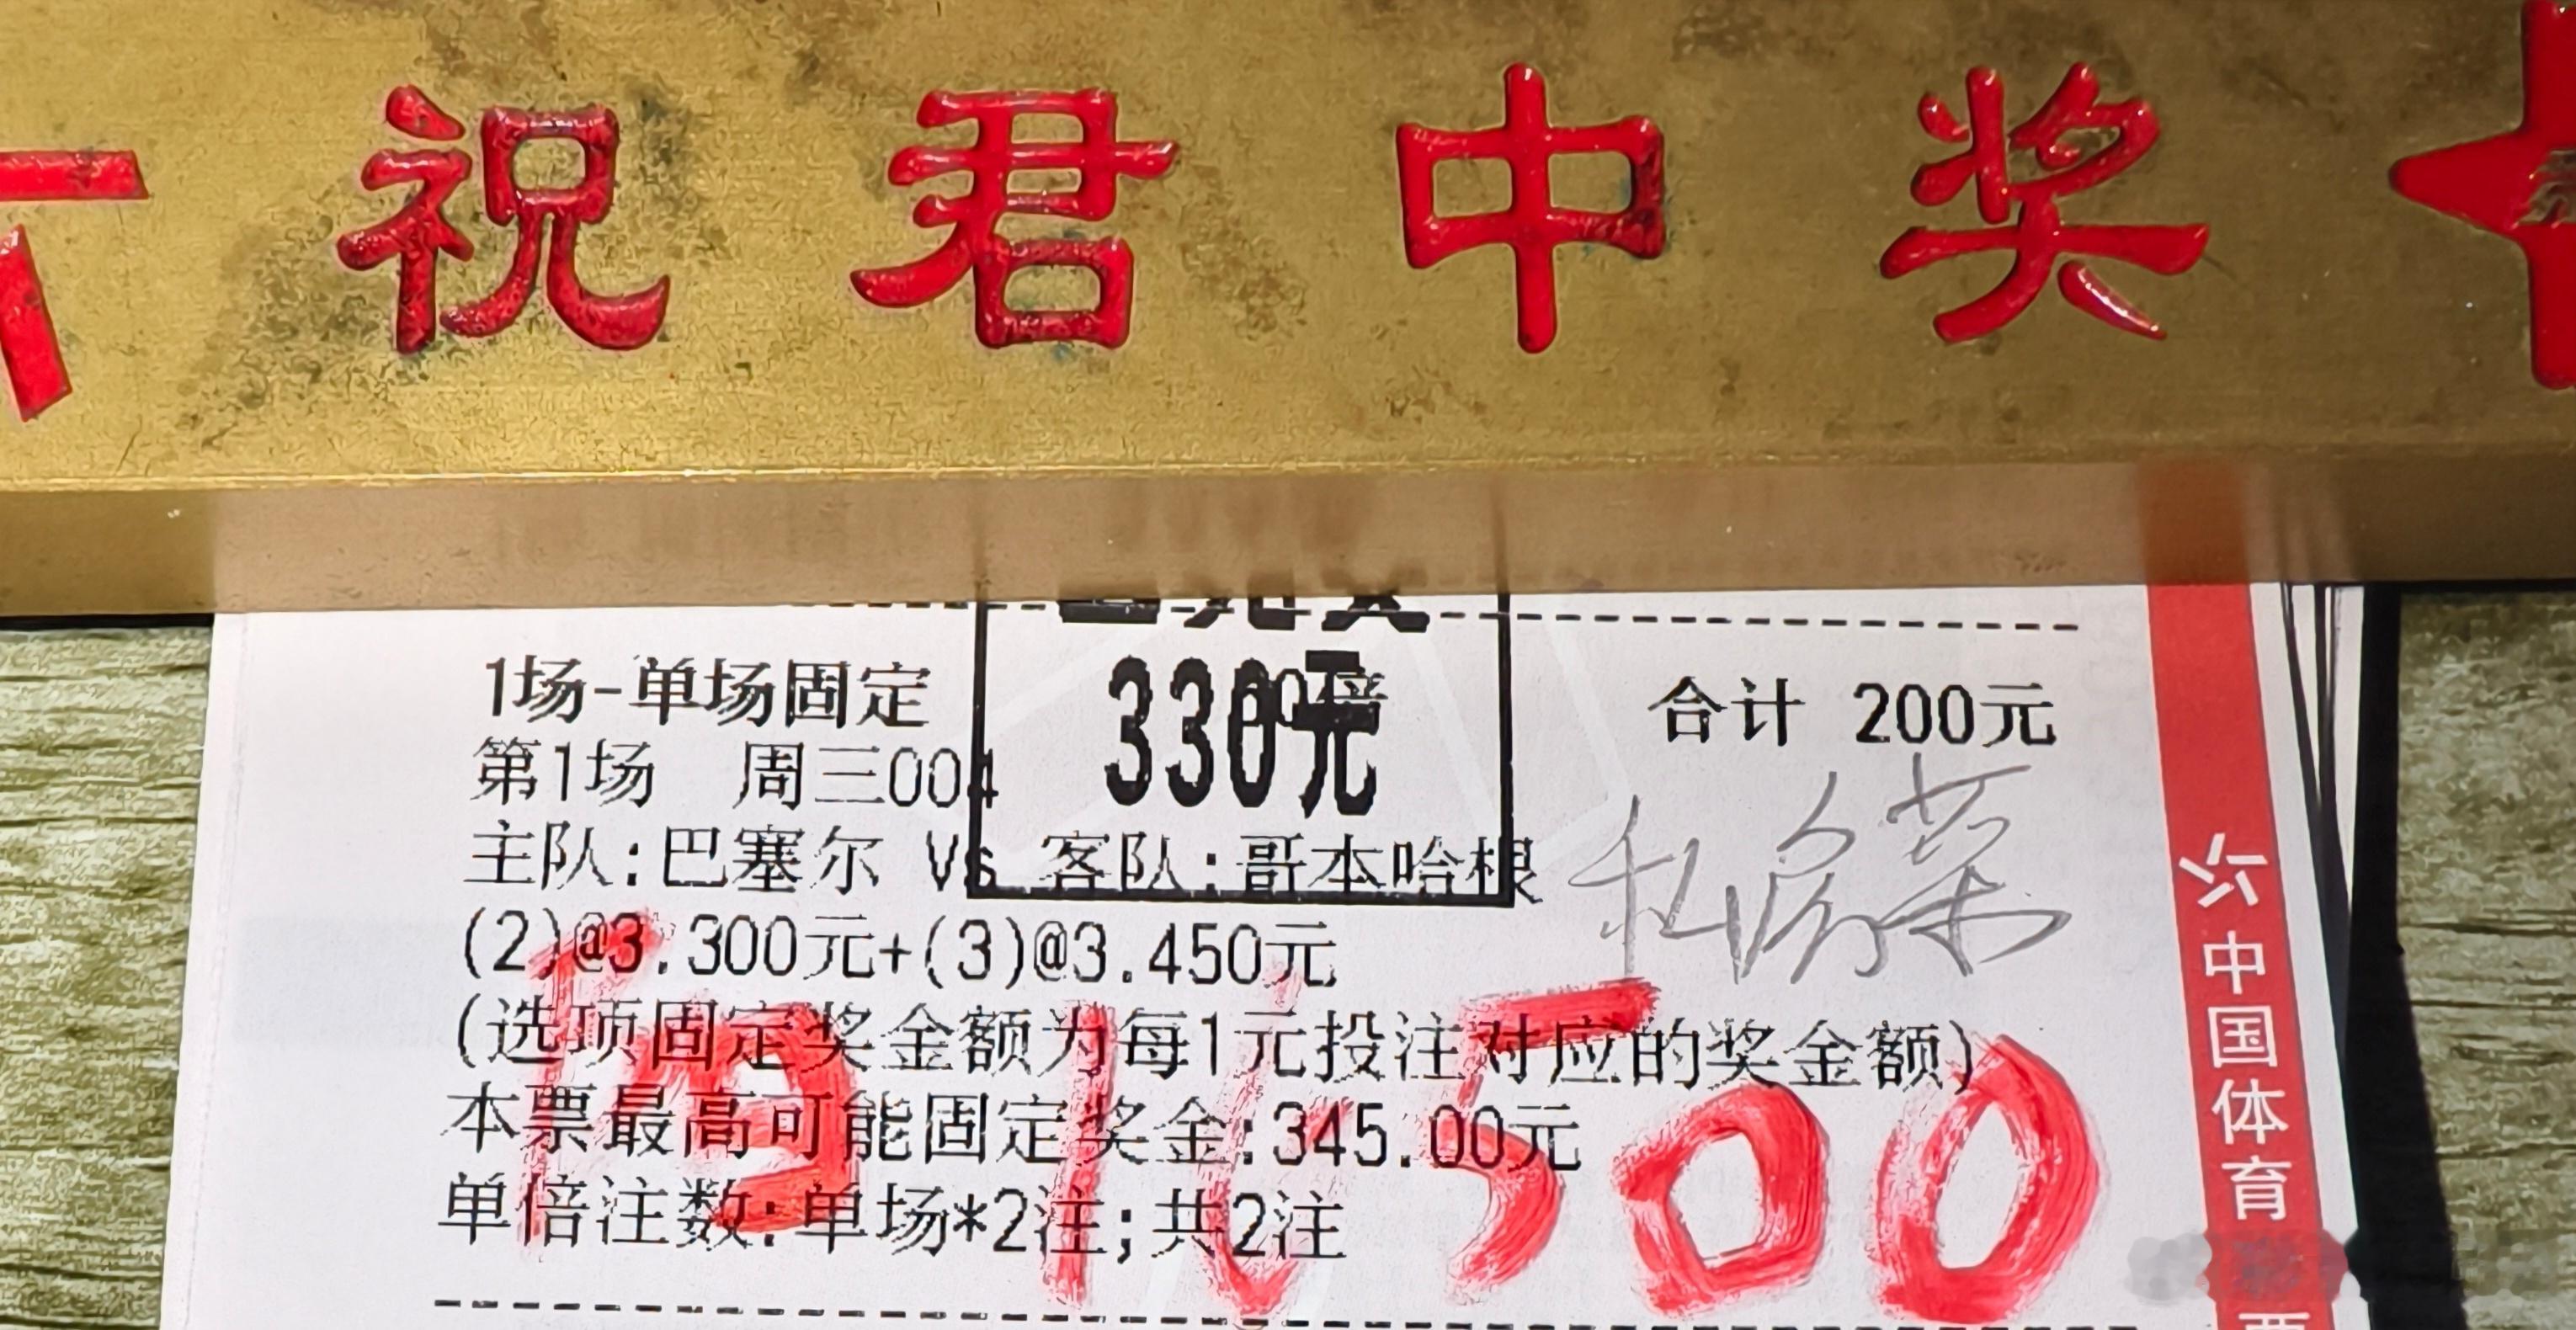 祝君中奖
330元
1场-单场固定 合计 200元
第1场 周三004
主队:巴塞尔 Vs 客队:哥本哈根
(2)@3.300元+(3)@3.450元
(选项固定奖金额为每1元投注对应的奖金额)
本票最高可能固定奖金:345.00元
单倍注数:单场*2注;共2注
500
中国体育